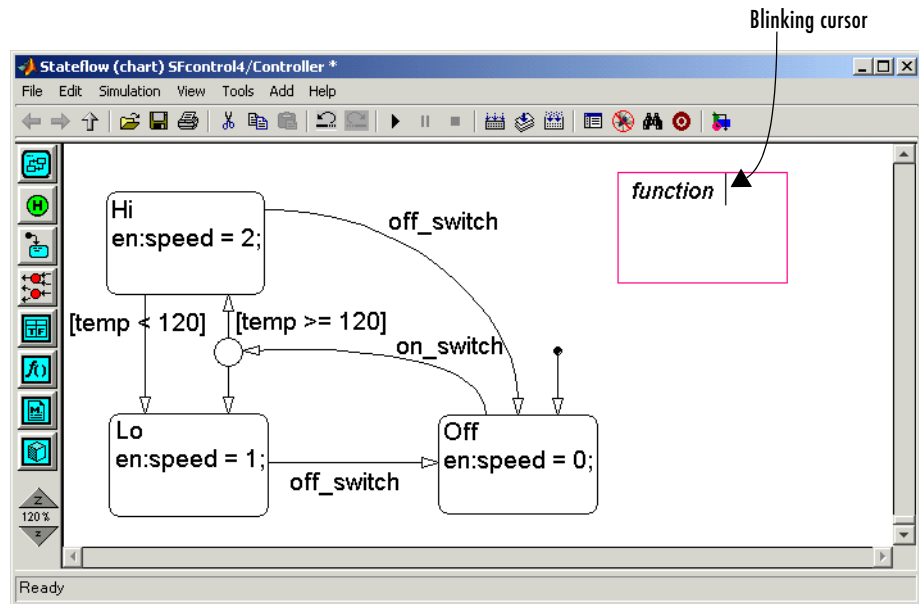 Blinking cursor
Stateflow (chart) SFcontrol4/Controller *
File Edit Simulation View Tools Add Help
function
Hi
en:speed = 2;
off_switch
[temp < 120]
[temp >= 120]
on_switch
Lo
en:speed = 1;
Off
en:speed = 0;
off_switch
H
T F
f()
M
Z
120 %
z
Ready